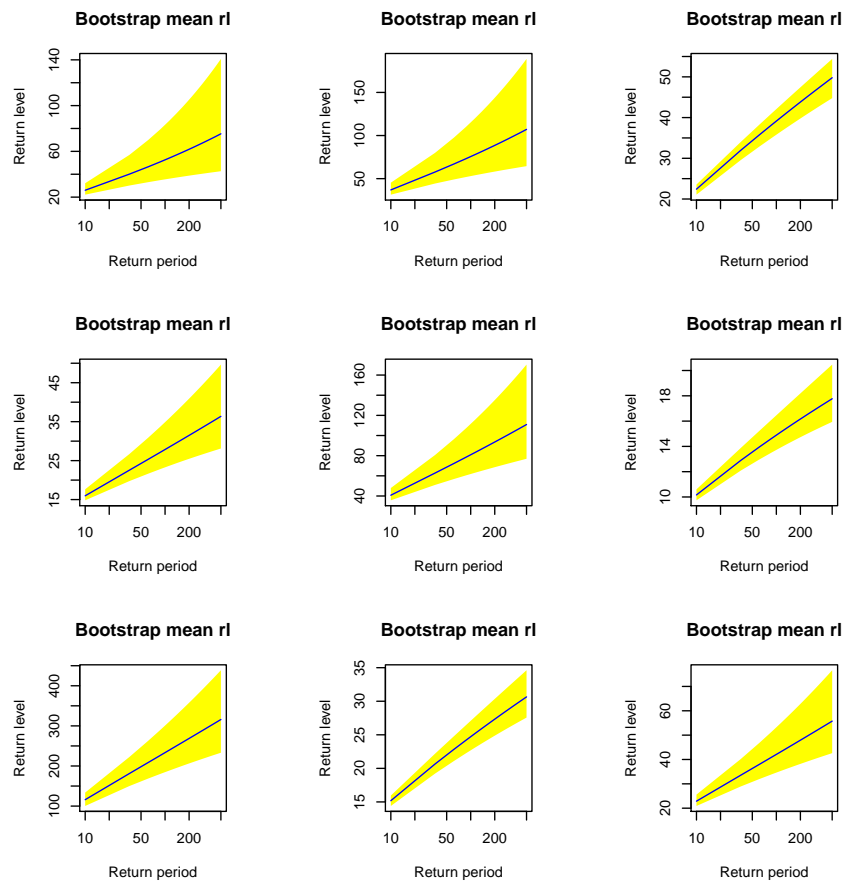 Bootstrap mean rl Bootstrap mean rl Bootstrap mean rl
Return level
20 60 100 140
10 50 200
Return period
Return level
50 100 150
10 50 200
Return period
Return level
20 30 40 50
10 50 200
Return period
Bootstrap mean rl Bootstrap mean rl Bootstrap mean rl
Return level
15 25 35 45
10 50 200
Return period
Return level
40 80 120 160
10 50 200
Return period
Return level
10 14 18
10 50 200
Return period
Bootstrap mean rl Bootstrap mean rl Bootstrap mean rl
Return level
100 200 300 400
10 50 200
Return period
Return level
15 20 25 30 35
10 50 200
Return period
Return level
20 40 60
10 50 200
Return period